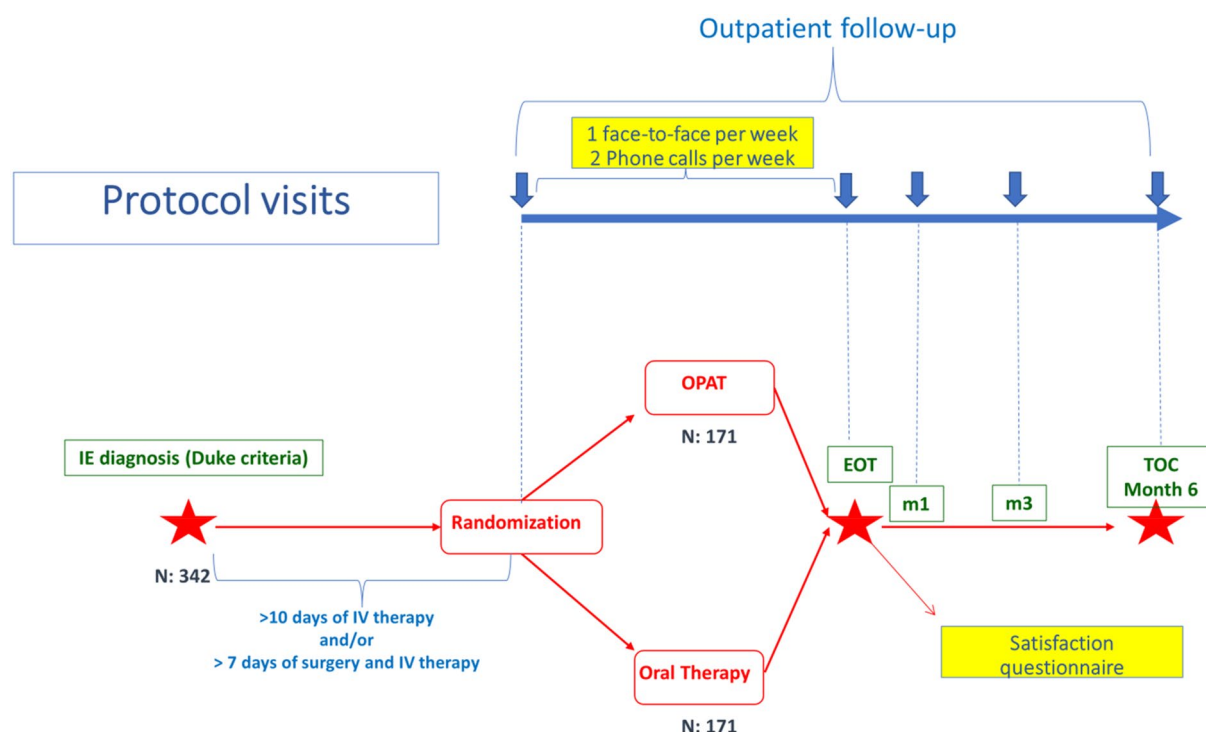 Outpatient follow-up
1 face-to-face per week
2 Phone calls per week
Protocol visits
OPAT
N: 171
IE diagnosis (Duke criteria)
N: 342
Randomization
>10 days of IV therapy
and/or
> 7 days of surgery and IV therapy
Oral Therapy
N: 171
EOT
m1
m3
TOC
Month 6
Satisfaction
questionnaire